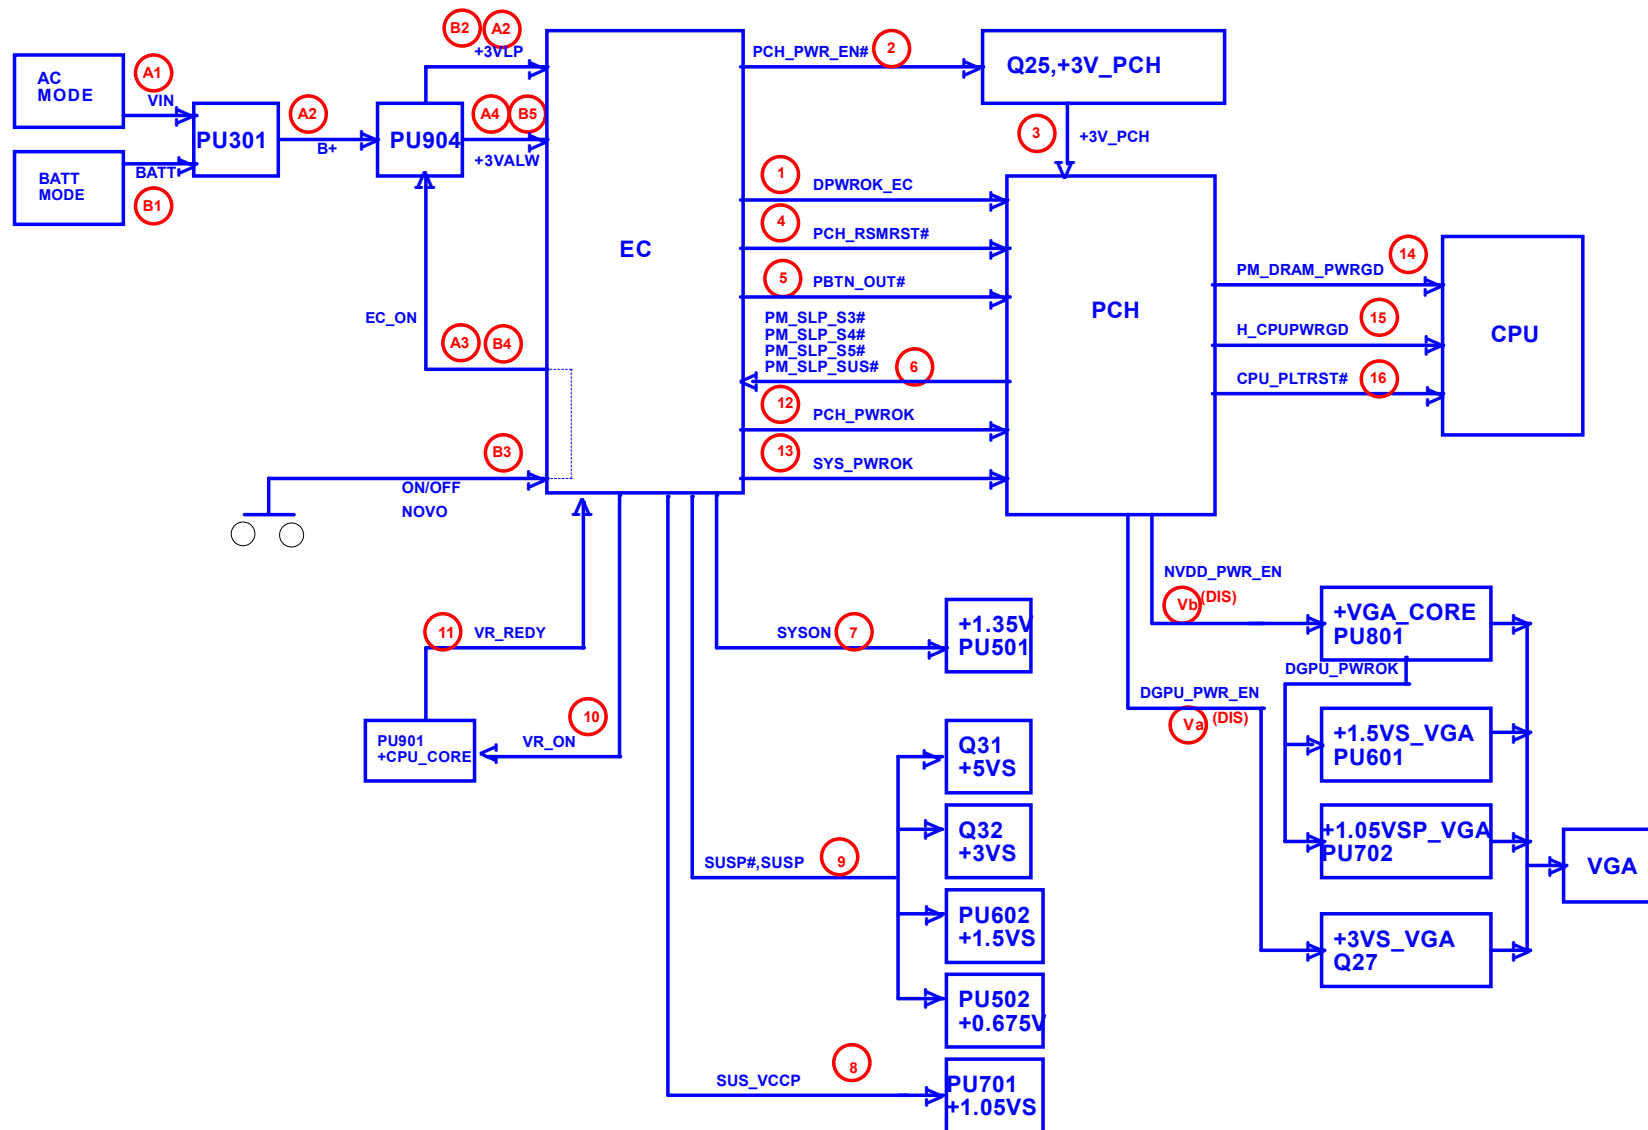 B2
A2
+3VLP
PCH_PWR_EN#
2
Q25,+3V_PCH
AC
MODE
A1
VIN
A2
B+
PU301
PU904
A4
B5
+3VALW
3
+3V_PCH
BATT
MODE
BATT
B1
1
DPWROK_EC
4
PCH_RSMRST#
EC
5
PBTN_OUT#
PCH
PM_SLP_S3#
PM_SLP_S4#
PM_SLP_S5#
PM_SLP_SUS#
6
14
PM_DRAM_PWRGD
15
H_CPUPWRGD
CPU
CPU_PLTRST#
16
EC_ON
A3
B4
12
PCH_PWROK
B3
13
SYS_PWROK
ON/OFF
NOVO
NVDD_PWR_EN
Vb
(DIS)
+VGA_CORE
PU801
11
VR_REDY
SYSON
7
+1.35V
PU501
DGPU_PWROK
DGPU_PWR_EN
Va
(DIS)
10
VR_ON
PU901
+CPU_CORE
Q31
+5VS
+1.5VS_VGA
PU601
Q32
+3VS
+1.05VSP_VGA
PU702
SUSP#,SUSP
9
VGA
PU602
+1.5VS
+3VS_VGA
Q27
PU502
+0.675V
8
SUS_VCCP
PU701
+1.05VS